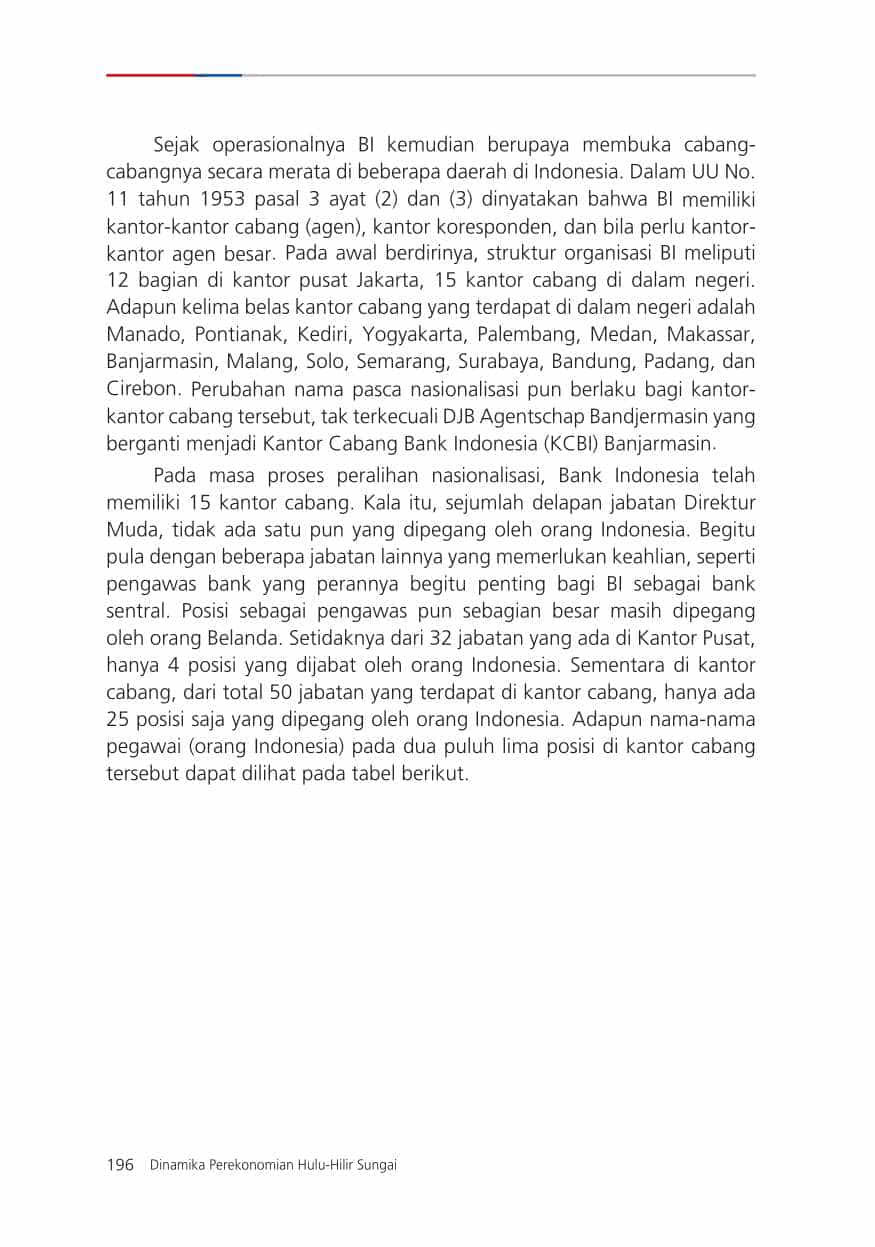 Sejak operasionalnya BI kemudian berupaya membuka cabang-
cabangnya secara merata di beberapa daerah di Indonesia. Dalam UU No.
11 tahun 1953 pasal 3 ayat (2) dan (3) dinyatakan bahwa BI memiliki
kantor-kantor cabang (agen), kantor koresponden, dan bila perlu kantor-
kantor agen besar. Pada awal berdirinya, struktur organisasi BI meliputi
12 bagian di kantor pusat Jakarta, 15 kantor cabang di dalam negeri.
Adapun kelima belas kantor cabang yang terdapat di dalam negeri adalah
Manado, Pontianak, Kediri, Yogyakarta, Palembang, Medan, Makassar,
Banjarmasin, Malang, Solo, Semarang, Surabaya, Bandung, Padang, dan
Cirebon. Perubahan nama pasca nasionalisasi pun berlaku bagi kantor-
kantor cabang tersebut, tak terkecuali DJB Agentschap Bandjermasin yang
berganti menjadi Kantor Cabang Bank Indonesia (KCBI) Banjarmasin.
Pada masa proses peralihan nasionalisasi, Bank Indonesia telah
memiliki 15 kantor cabang. Kala itu, sejumlah delapan jabatan Direktur
Muda, tidak ada satu pun yang dipegang oleh orang Indonesia. Begitu
pula dengan beberapa jabatan lainnya yang memerlukan keahlian, seperti
pengawas bank yang perannya begitu penting bagi BI sebagai bank
sentral. Posisi sebagai pengawas pun sebagian besar masih dipegang
oleh orang Belanda. Setidaknya dari 32 jabatan yang ada di Kantor Pusat,
hanya 4 posisi yang dijabat oleh orang Indonesia. Sementara di kantor
cabang, dari total 50 jabatan yang terdapat di kantor cabang, hanya ada
25 posisi saja yang dipegang oleh orang Indonesia. Adapun nama-nama
pegawai (orang Indonesia) pada dua puluh lima posisi di kantor cabang
tersebut dapat dilihat pada tabel berikut.
196 Dinamika Perekonomian Hulu-Hilir Sungai